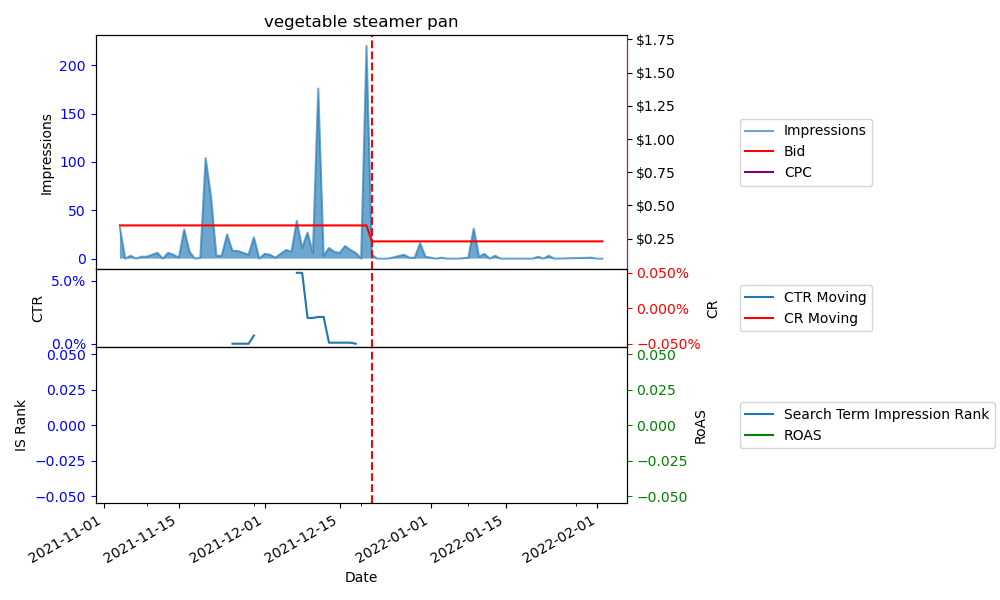 vegetable steamer pan
200
150
100
50
0
Impressions
$1.75
$1.50
$1.25
$1.00
$0.75
$0.50
$0.25
Impressions
Bid
CPC
5.0%
0.0%
CTR
0.050%
0.000%
−0.050%
CR
CTR Moving
CR Moving
0.050
0.025
0.000
−0.025
−0.050
IS Rank
0.050
0.025
0.000
−0.025
−0.050
RoAS
Search Term Impression Rank
ROAS
2021-11-01
2021-11-15
2021-12-01
2021-12-15
2022-01-01
2022-01-15
2022-02-01
Date